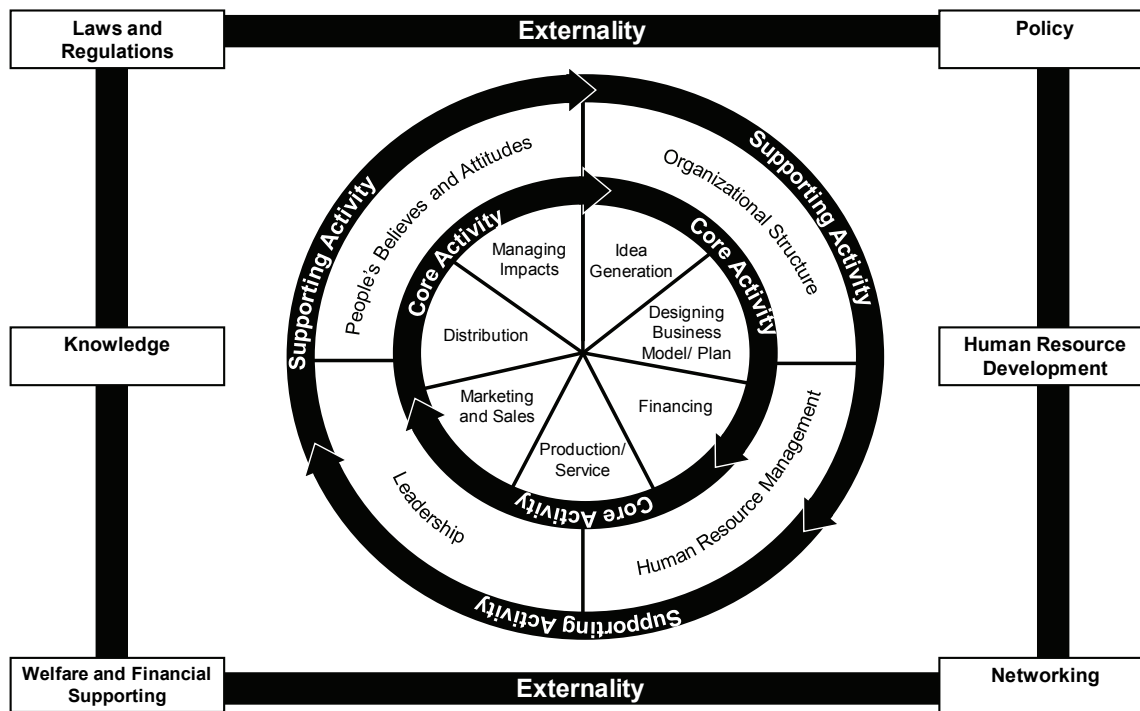 Laws and
Regulations
Externality
Policy
Supporting Activity
Supporting Activity
People's Believes and Attitudes
Organizational Structure
Core Activity
Core Activity
Managing
Impacts
Idea
Generation
Distribution
Designing
Business
Model/ Plan
Knowledge
Human Resource
Development
Marketing
and Sales
Financing
Production/
Service
Core Activity
Leadership
Human Resource Management
Supporting Activity
Welfare and Financial
Supporting
Externality
Networking